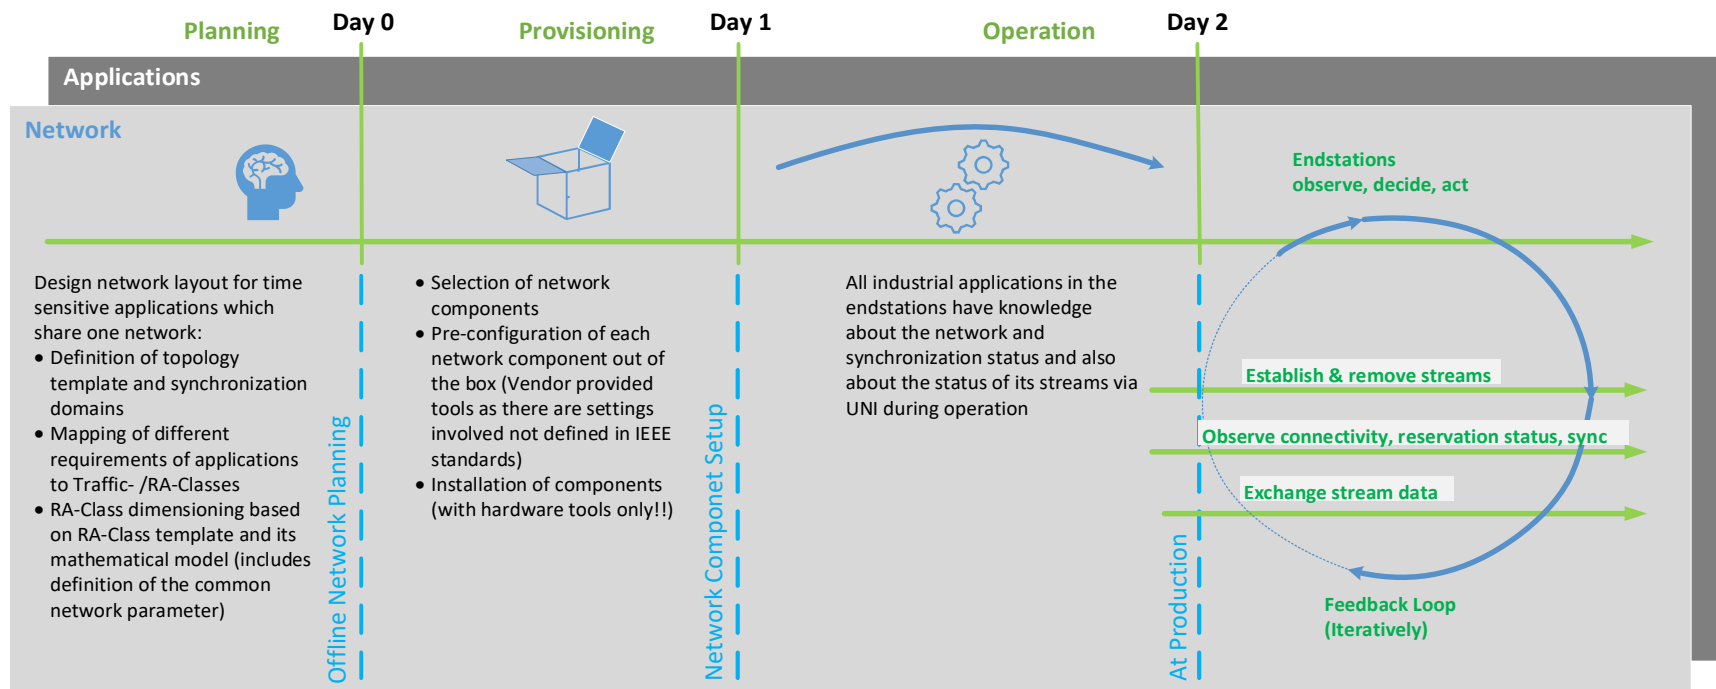 Planning
Day 0
Provisioning
Day 1
Operation
Day 2
Applications
Network
Endstations
observe, decide, act
Design network layout for time
sensitive applications which
share one network:
• Definition of topology
template and synchronization
domains
• Mapping of different
requirements of applications
to Traffic- /RA-Classes
• RA-Class dimensioning based
on RA-Class template and its
mathematical model (includes
definition of the common
network parameter)
Offline Network Planning
• Selection of network
components
• Pre-configuration of each
network component out of
the box (Vendor provided
tools as there are settings
involved not defined in IEEE
standards)
• Installation of components
(with hardware tools only!!)
Network Componet Setup
All industrial applications in the
endstations have knowledge
about the network and
synchronization status and also
about the status of its streams via
UNI during operation
At Production
Establish & remove streams
Observe connectivity, reservation status, sync
Exchange stream data
Feedback Loop
(Iteratively)